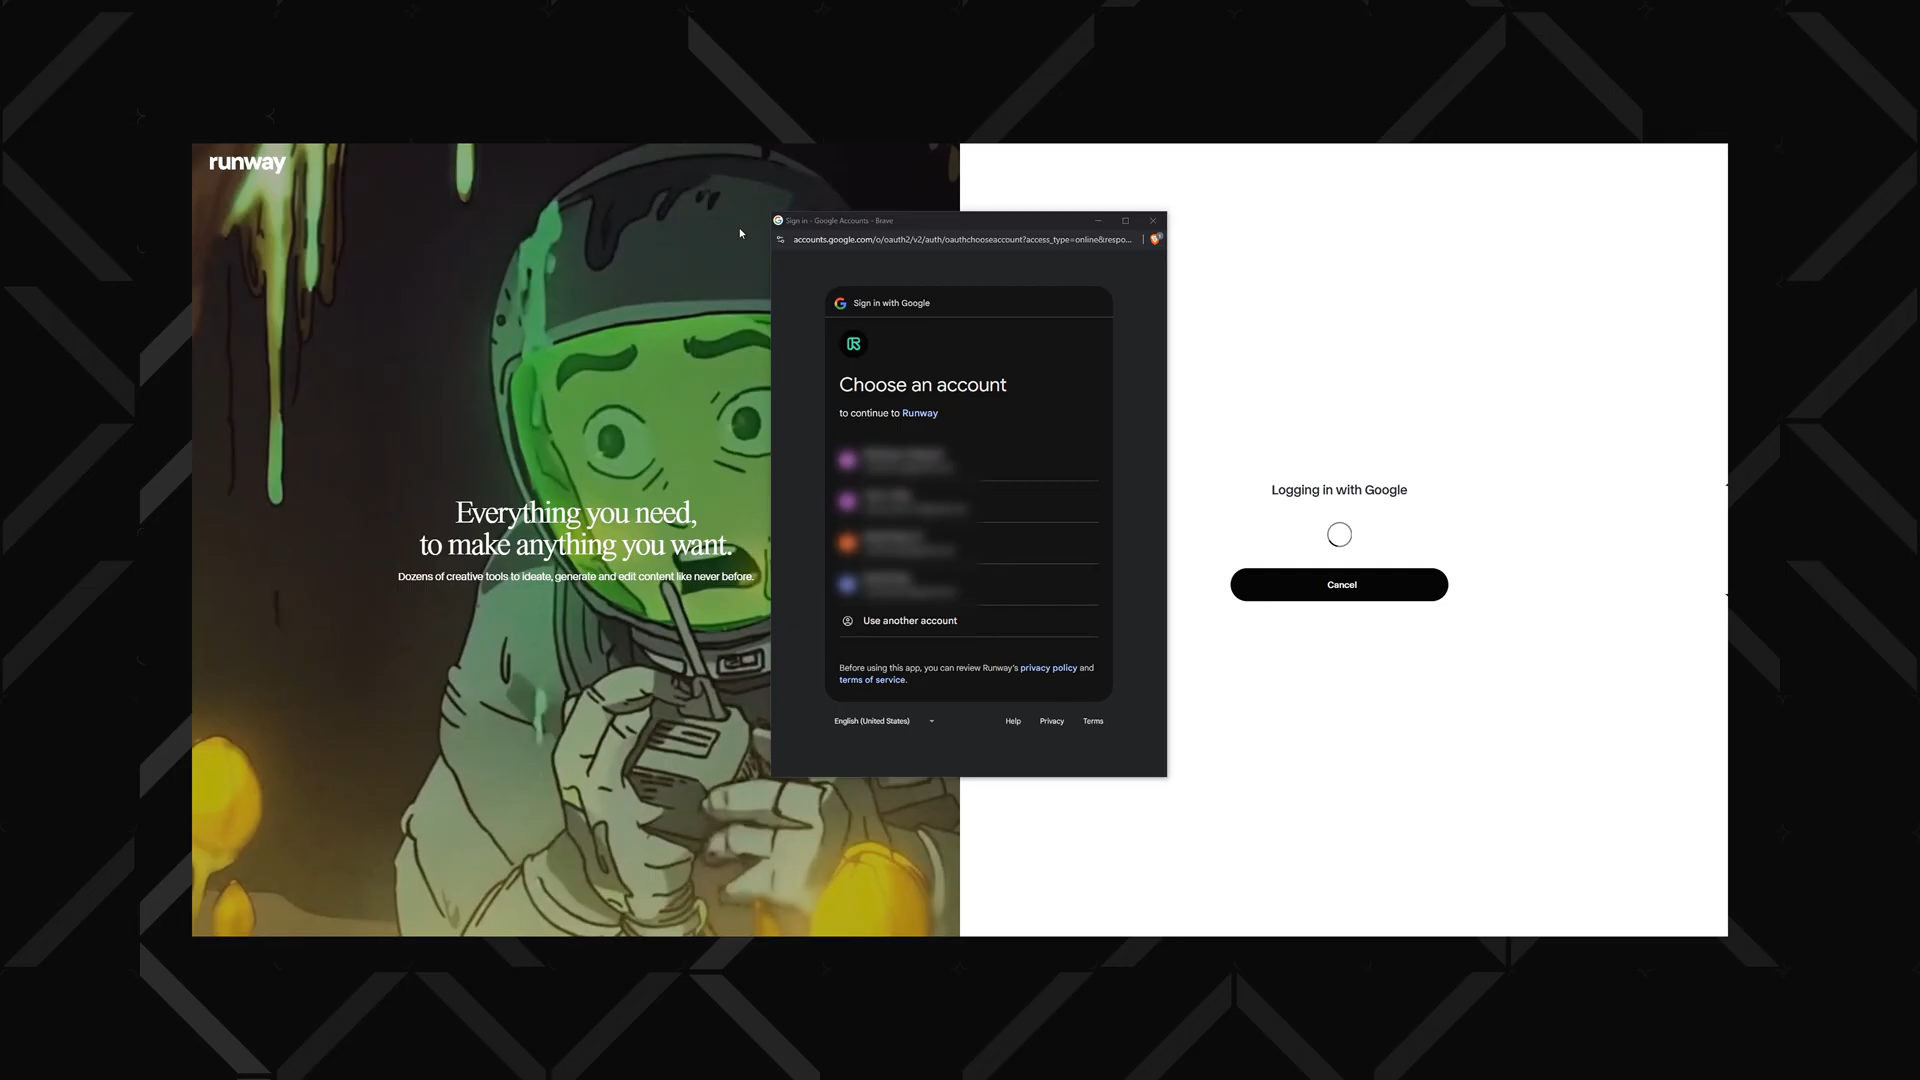 runway
Everything you need,
to make anything you want.
Dozens of creative tools to ideate, generate and edit content like never before.
Sign in - Google Accounts - Brave
accounts.google.com/o/oauth2/v2/auth/oauthchooseaccount?access_type=online&respo...
Sign in with Google
Choose an account
to continue to Runway
Use another account
Before using this app, you can review Runway's privacy policy and
terms of service.
English (United States)
Help Privacy Terms
Logging in with Google
Cancel